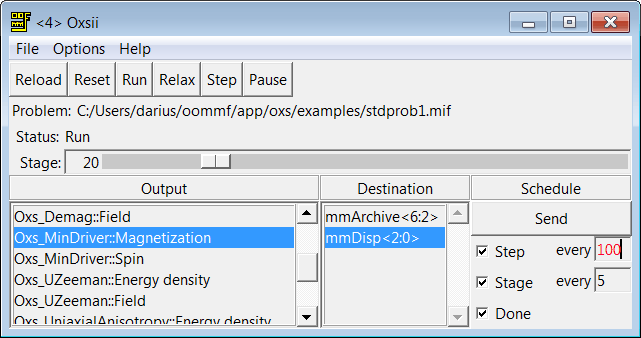 <4> Oxsii
File Options Help
Reload Reset Run Relax Step Pause
Problem: C:/Users/darius/oommf/app/oxs/examples/stdprob1.mif
Status: Run
Stage: 20
Output Destination Schedule
Oxs_Demag::Field
Oxs_MinDriver::Magnetization
Oxs_MinDriver::Spin
Oxs_UZeeman::Energy density
Oxs_UZeeman::Field
Oxs_UniaxialAnisotropy::Energy density
mmArchive<6:2>
mmDisp<2:0>
Send
Step every 100
Stage every 5
Done